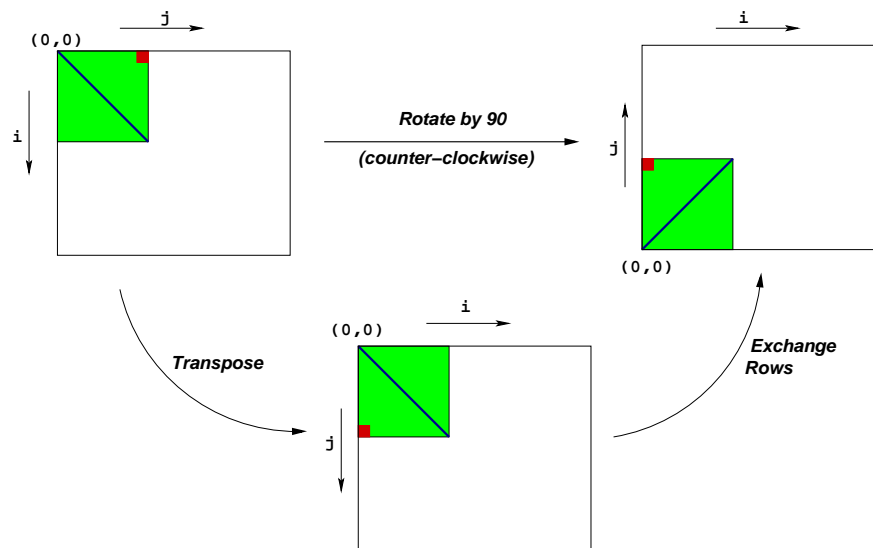 j
i
(0,0)
Rotate by 90
i
(counter−clockwise)
j
(0,0)
i
(0,0)
Transpose
Exchange
Rows
j